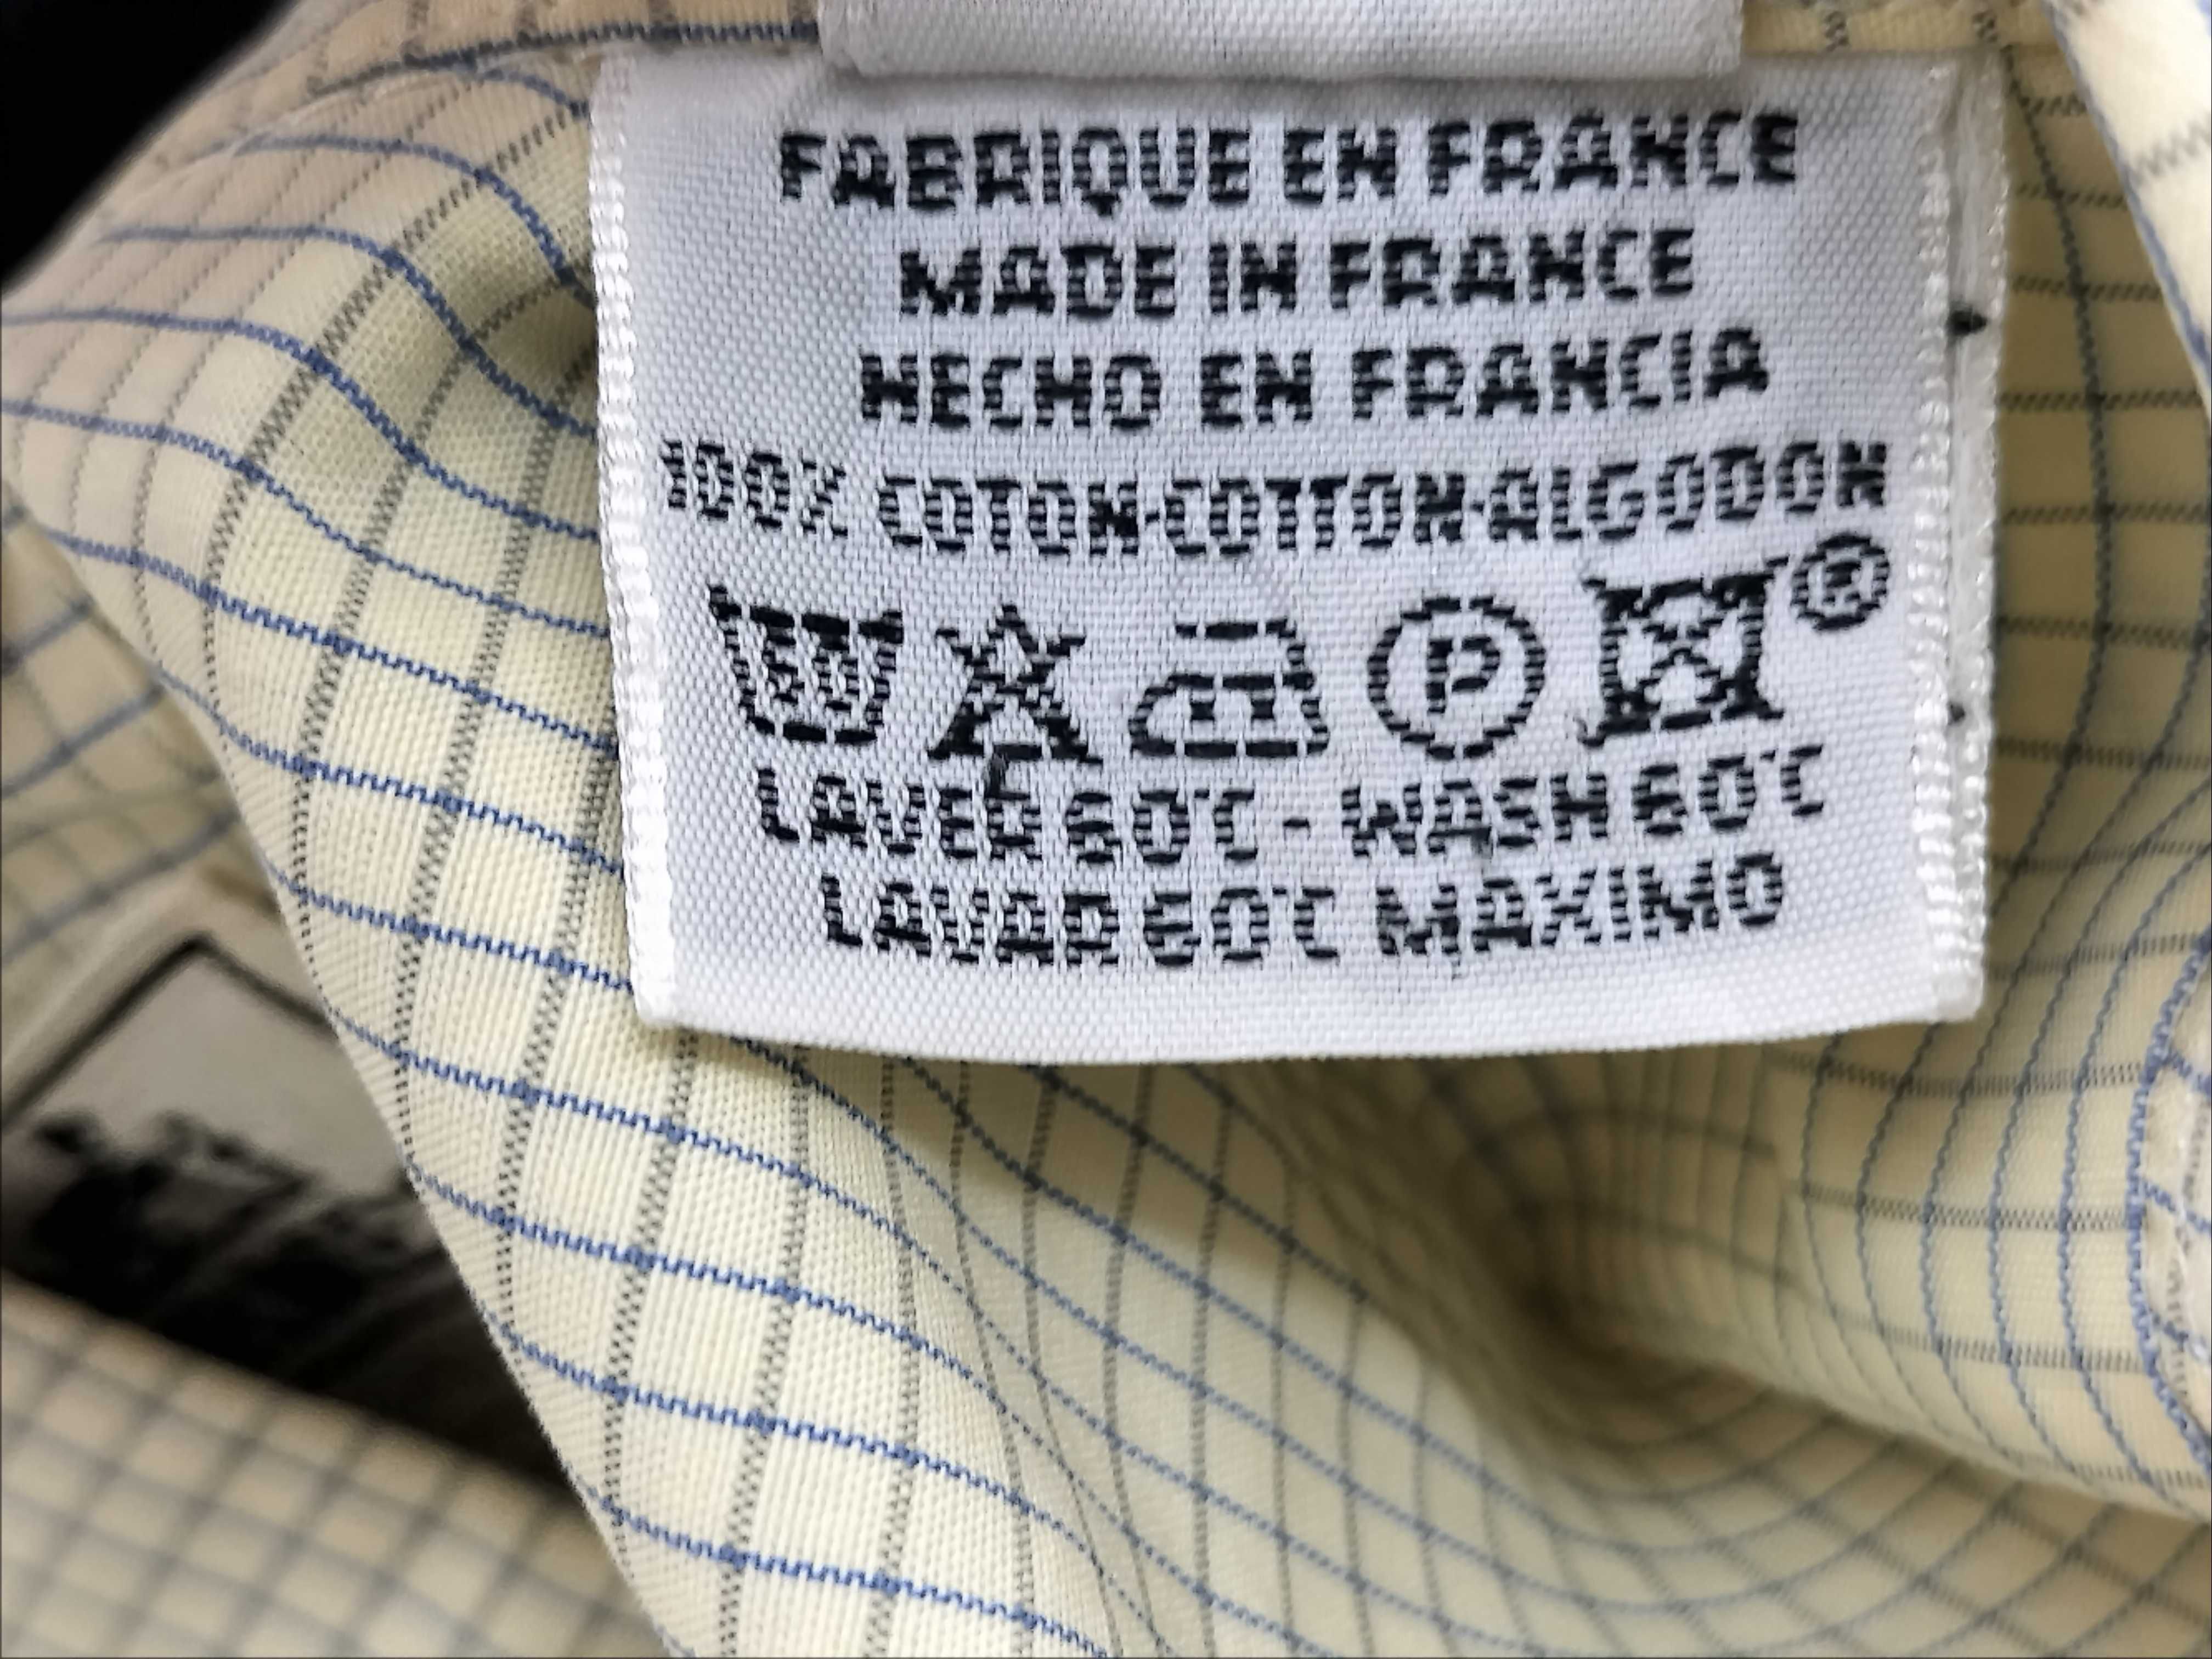 FABRIQUE EN FRANCE
MADE IN FRANCE
HECHO EN FRANCIA
100% COTON-COTTON-ALGODON
60 P ®
LAVER 60°C - WASH 60°C
LAVAR 60°C MAXIMO